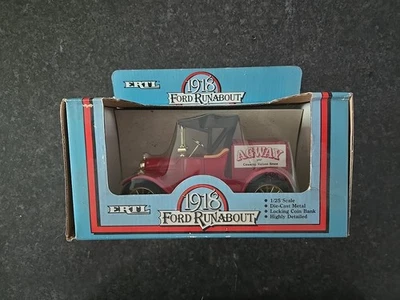 ERTL
1918
FORD RUNABOUT
AGWAY
ERTL
1918
FORD RUNABOUT
• 1/25 Scale
• Die-Cast Metal
• Locking Coin Bank
• Highly Detailed